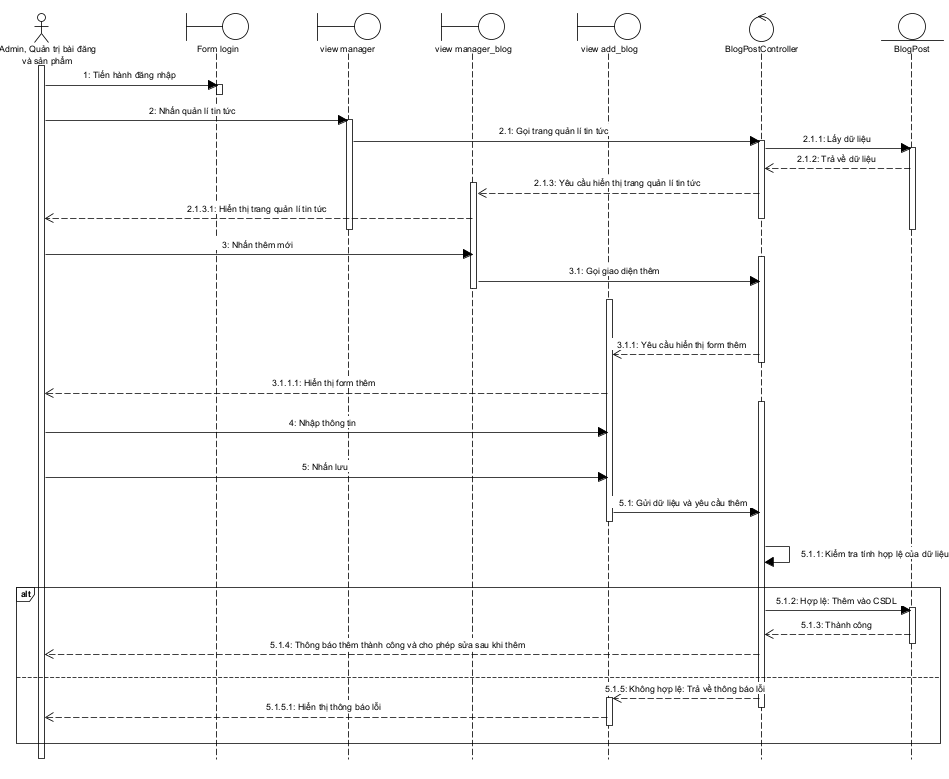 Admin, Quản trị bài đăng
và sản phẩm
Form login
view manager
view manager_blog
view add_blog
BlogPostController
BlogPost
1: Tiến hành đăng nhập
2: Nhấn quản lí tin tức
2.1: Gọi trang quản lí tin tức
2.1.1: Lấy dữ liệu
2.1.2: Trả về dữ liệu
2.1.3: Yêu cầu hiển thị trang quản lí tin tức
2.1.3.1: Hiển thị trang quản lí tin tức
3: Nhấn thêm mới
3.1: Gọi giao diện thêm
3.1.1: Yêu cầu hiển thị form thêm
3.1.1.1: Hiển thị form thêm
4: Nhập thông tin
5: Nhấn lưu
5.1: Gửi dữ liệu và yêu cầu thêm
5.1.1: Kiểm tra tính hợp lệ của dữ liệu
alt
5.1.2: Hợp lệ: Thêm vào CSDL
5.1.3: Thành công
5.1.4: Thông báo thêm thành công và cho phép sửa sau khi thêm
5.1.5: Không hợp lệ: Trả về thông báo lỗi
5.1.5.1: Hiển thị thông báo lỗi